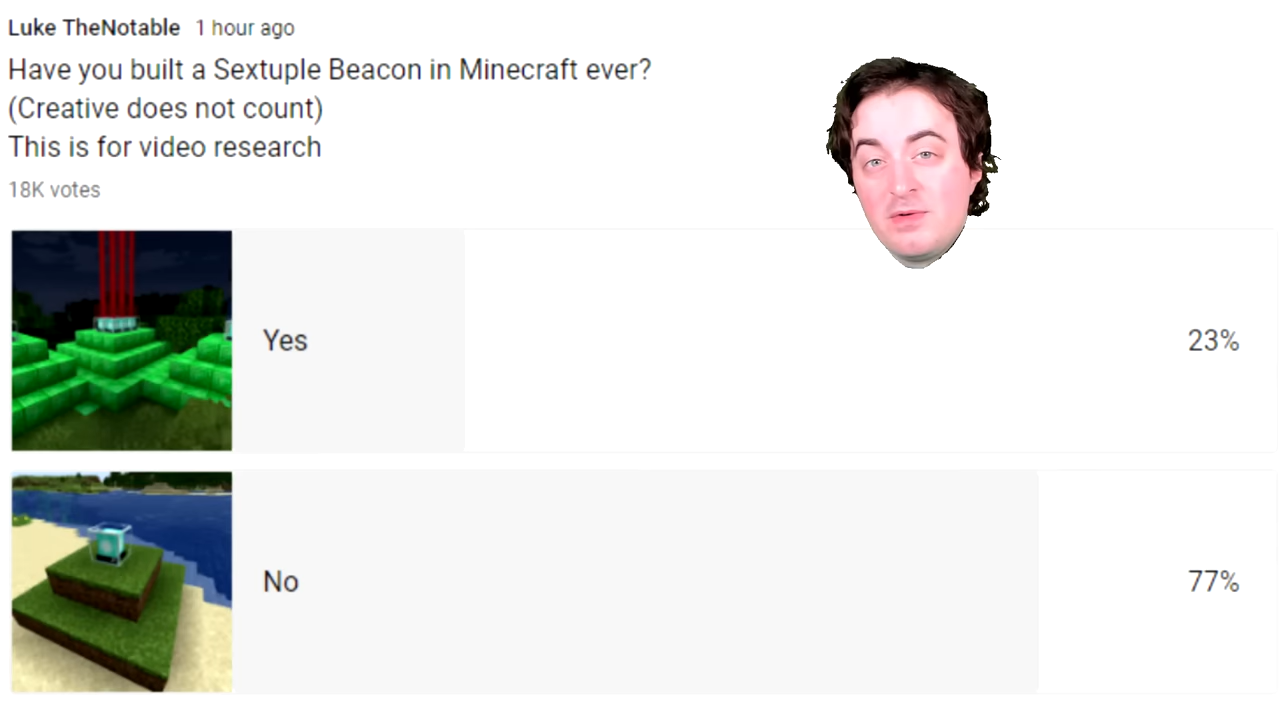 Luke TheNotable 1 hour ago
Have you built a Sextuple Beacon in Minecraft ever?
(Creative does not count)
This is for video research
18K votes
Yes 23%
No 77%